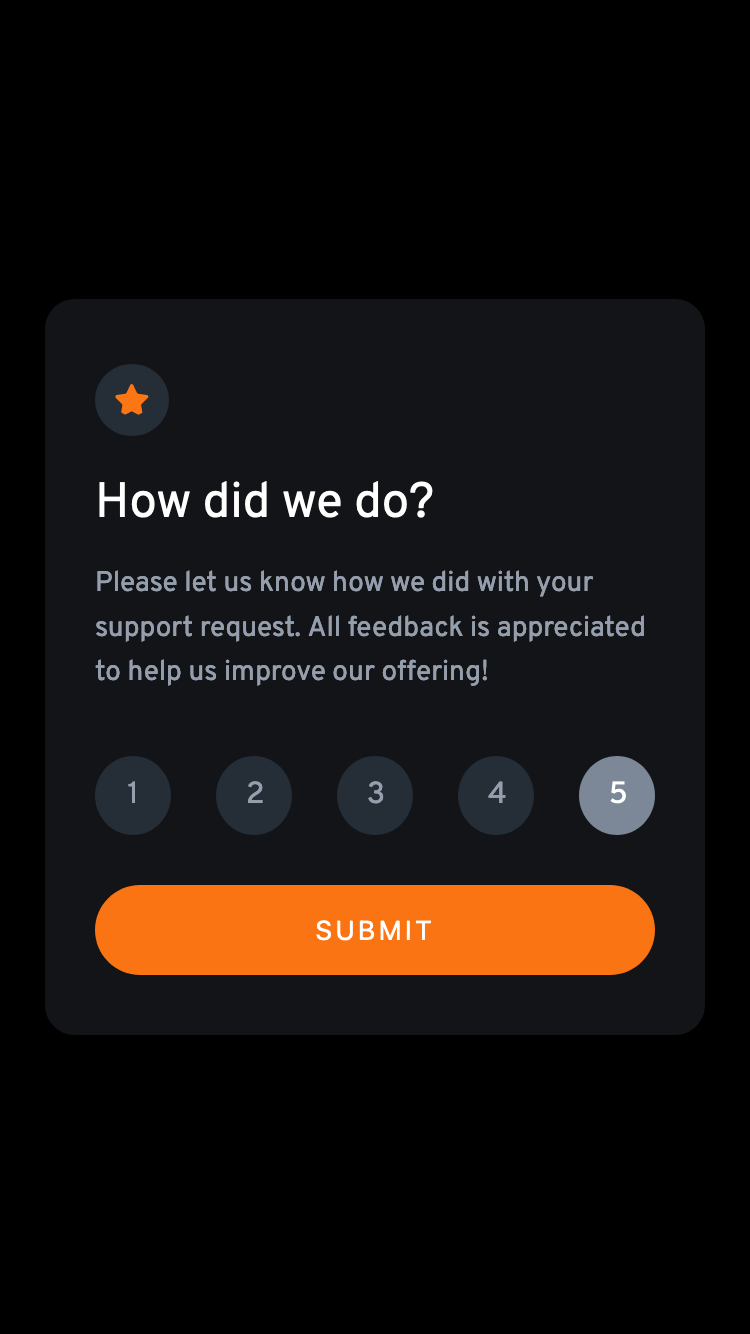 How did we do?
Please let us know how we did with your
support request. All feedback is appreciated
to help us improve our offering!
1 2 3 4 5
SUBMIT